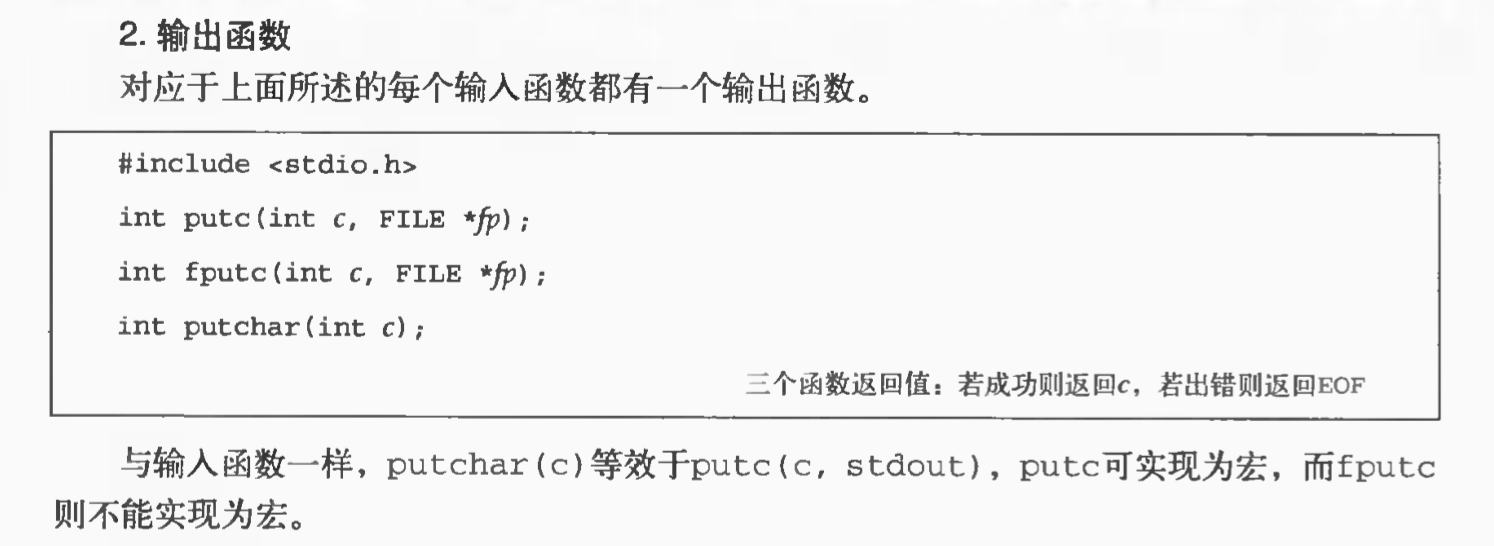 2. 输出函数
对应于上面所述的每个输入函数都有一个输出函数。
#include <stdio.h>
int putc(int c, FILE *fp);
int fputc(int c, FILE *fp);
int putchar(int c);
三个函数返回值：若成功则返回c，若出错则返回EOF
与输入函数一样，putchar(c)等效于putc(c, stdout)，putc可实现为宏，而fputc
则不能实现为宏。